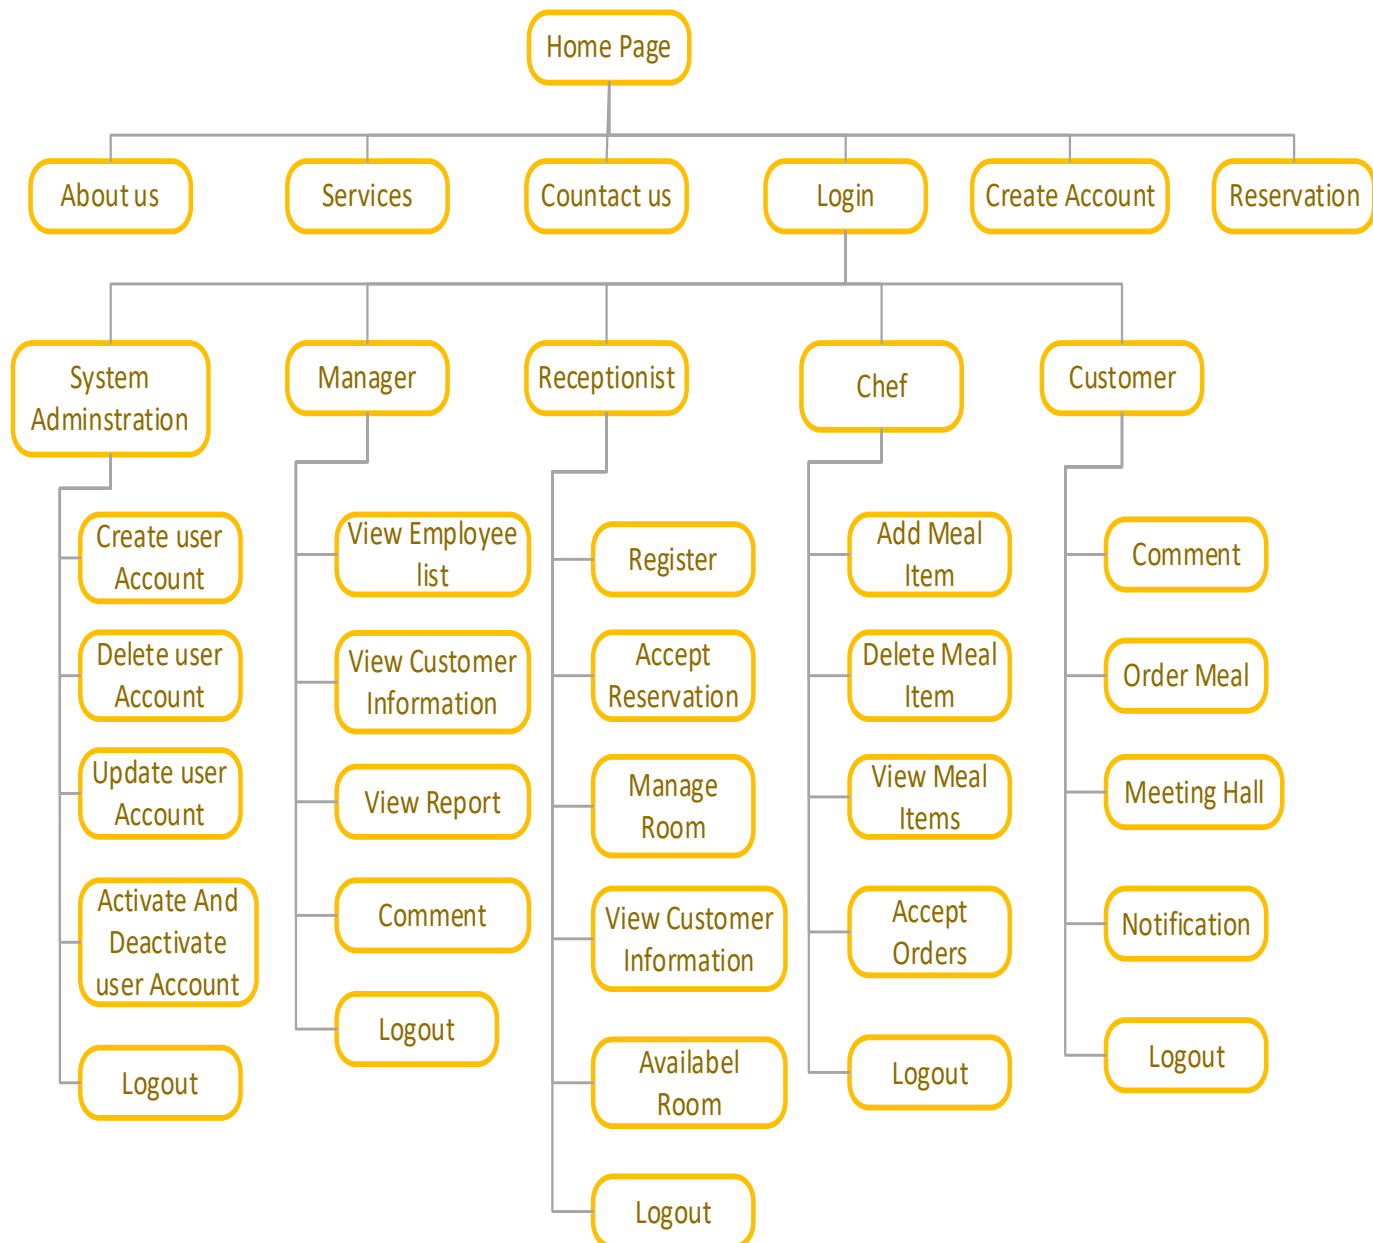 Home Page
About us
Services
Countact us
Login
Create Account
Reservation
System
Adminstration
Manager
Receptionist
Chef
Customer
Create user
Account
Delete user
Account
Update user
Account
Activate And
Deactivate
user Account
Logout
View Employee
list
View Customer
Information
View Report
Comment
Logout
Register
Accept
Reservation
Manage
Room
View Customer
Information
Availabel
Room
Logout
Add Meal
Item
Delete Meal
Item
View Meal
Items
Accept
Orders
Logout
Comment
Order Meal
Meeting Hall
Notification
Logout